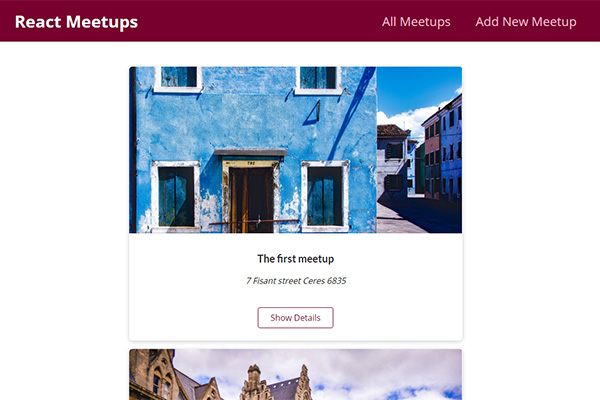 React Meetups
All Meetups
Add New Meetup
The first meetup
7 Fisant street Ceres 6835
Show Details